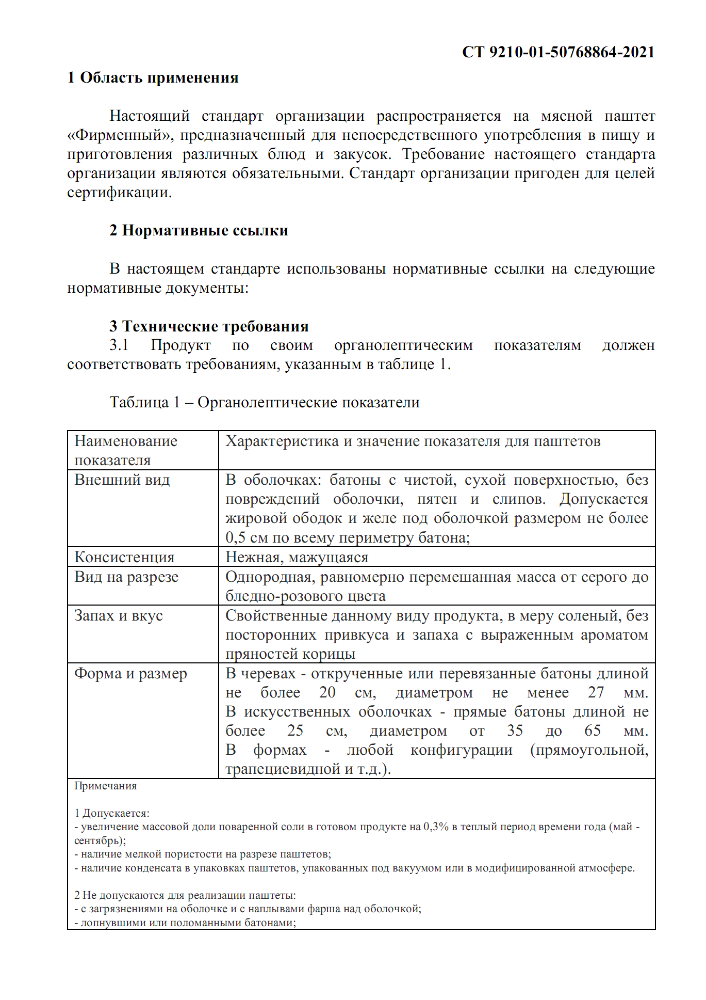 СТ 9210-01-50768864-2021
1 Область применения
Настоящий стандарт организации распространяется на мясной паштет
«Фирменный», предназначенный для непосредственного употребления в пищу и
приготовления различных блюд и закусок. Требование настоящего стандарта
организации являются обязательными. Стандарт организации пригоден для целей
сертификации.
2 Нормативные ссылки
В настоящем стандарте использованы нормативные ссылки на следующие
нормативные документы:
3 Технические требования
3.1 Продукт по своим органолептическим показателям должен
соответствовать требованиям, указанным в таблице 1.
Таблица 1 – Органолептические показатели
Наименование
показателя
Характеристика и значение показателя для паштетов
Внешний вид
В оболочках: батоны с чистой, сухой поверхностью, без
повреждений оболочки, пятен и слипов. Допускается
жировой ободок и желе под оболочкой размером не более
0,5 см по всему периметру батона;
Консистенция
Нежная, мажущаяся
Вид на разрезе
Однородная, равномерно перемешанная масса от серого до
бледно-розового цвета
Запах и вкус
Свойственные данному виду продукта, в меру соленый, без
посторонних привкуса и запаха с выраженным ароматом
пряностей корицы
Форма и размер
В черевах - открученные или перевязанные батоны длиной
не более 20 см, диаметром не менее 27 мм.
В искусственных оболочках - прямые батоны длиной не
более 25 см, диаметром от 35 до 65 мм.
В формах - любой конфигурации (прямоугольной,
трапециевидной и т.д.).
Примечания
1 Допускается:
- увеличение массовой доли поваренной соли в готовом продукте на 0,3% в теплый период времени года (май -
сентябрь);
- наличие мелкой пористости на разрезе паштетов;
- наличие конденсата в упаковках паштетов, упакованных под вакуумом или в модифицированной атмосфере.
2 Не допускаются для реализации паштеты:
- с загрязнениями на оболочке и с наплывами фарша над оболочкой;
- лопнувшими или поломанными батонами;